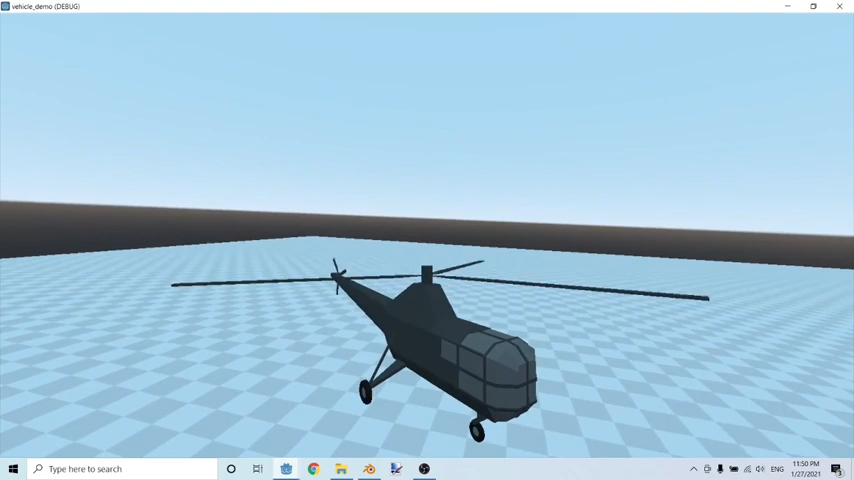 vehicle_demo (DEBUG)
Type here to search
ENG
11:50 PM
1/27/2021